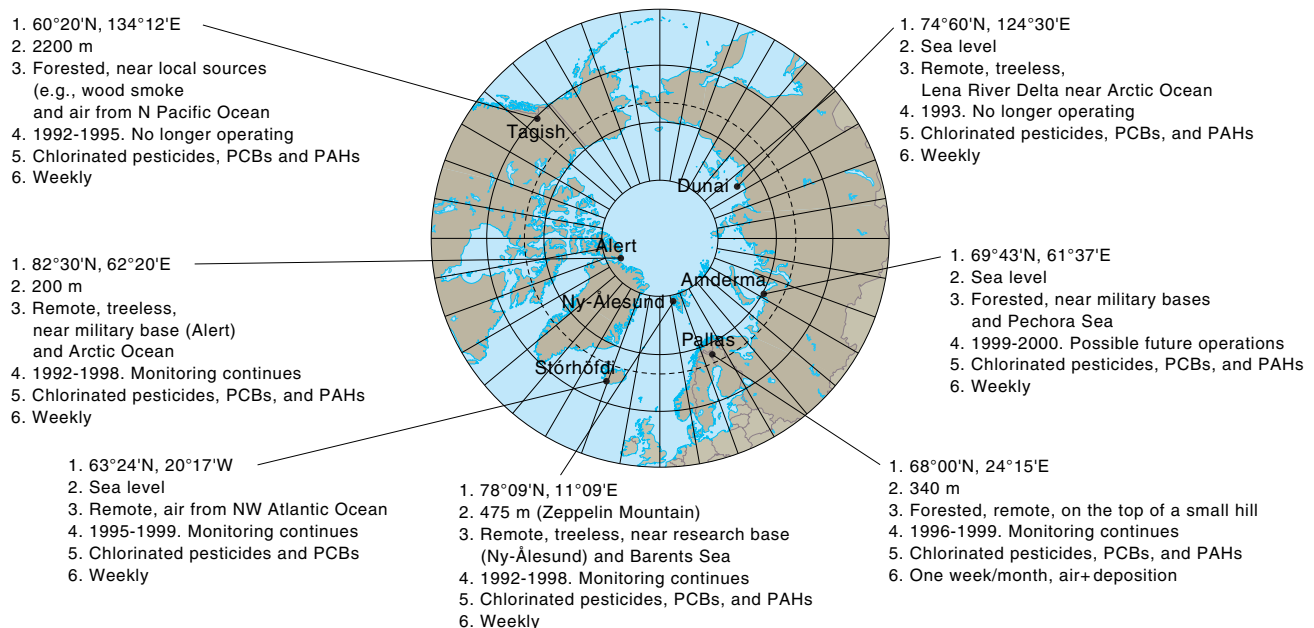 1. 60°20'N, 134°12'E
2. 2200 m
3. Forested, near local sources
(e.g., wood smoke
and air from N Pacific Ocean
4. 1992-1995. No longer operating
5. Chlorinated pesticides, PCBs and PAHs
6. Weekly
1. 74°60'N, 124°30'E
2. Sea level
3. Remote, treeless,
Lena River Delta near Arctic Ocean
4. 1993. No longer operating
5. Chlorinated pesticides, PCBs, and PAHs
6. Weekly
Tagish
Dunai
Alert
Amderma
Ny-Ålesund
Pallas
Stórhöfdi
1. 82°30'N, 62°20'E
2. 200 m
3. Remote, treeless,
near military base (Alert)
and Arctic Ocean
4. 1992-1998. Monitoring continues
5. Chlorinated pesticides, PCBs, and PAHs
6. Weekly
1. 69°43'N, 61°37'E
2. Sea level
3. Forested, near military bases
and Pechora Sea
4. 1999-2000. Possible future operations
5. Chlorinated pesticides, PCBs, and PAHs
6. Weekly
1. 63°24'N, 20°17'W
2. Sea level
3. Remote, air from NW Atlantic Ocean
4. 1995-1999. Monitoring continues
5. Chlorinated pesticides and PCBs
6. Weekly
1. 78°09'N, 11°09'E
2. 475 m (Zeppelin Mountain)
3. Remote, treeless, near research base
(Ny-Ålesund) and Barents Sea
4. 1992-1998. Monitoring continues
5. Chlorinated pesticides, PCBs, and PAHs
6. Weekly
1. 68°00'N, 24°15'E
2. 340 m
3. Forested, remote, on the top of a small hill
4. 1996-1999. Monitoring continues
5. Chlorinated pesticides, PCBs, and PAHs
6. One week/month, air+deposition